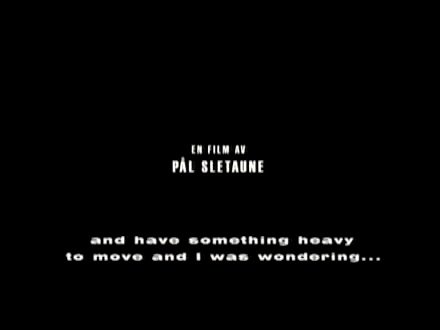 EN FILM AV
PÅL SLETAUNE
and have something heavy
to move and I was wondering...